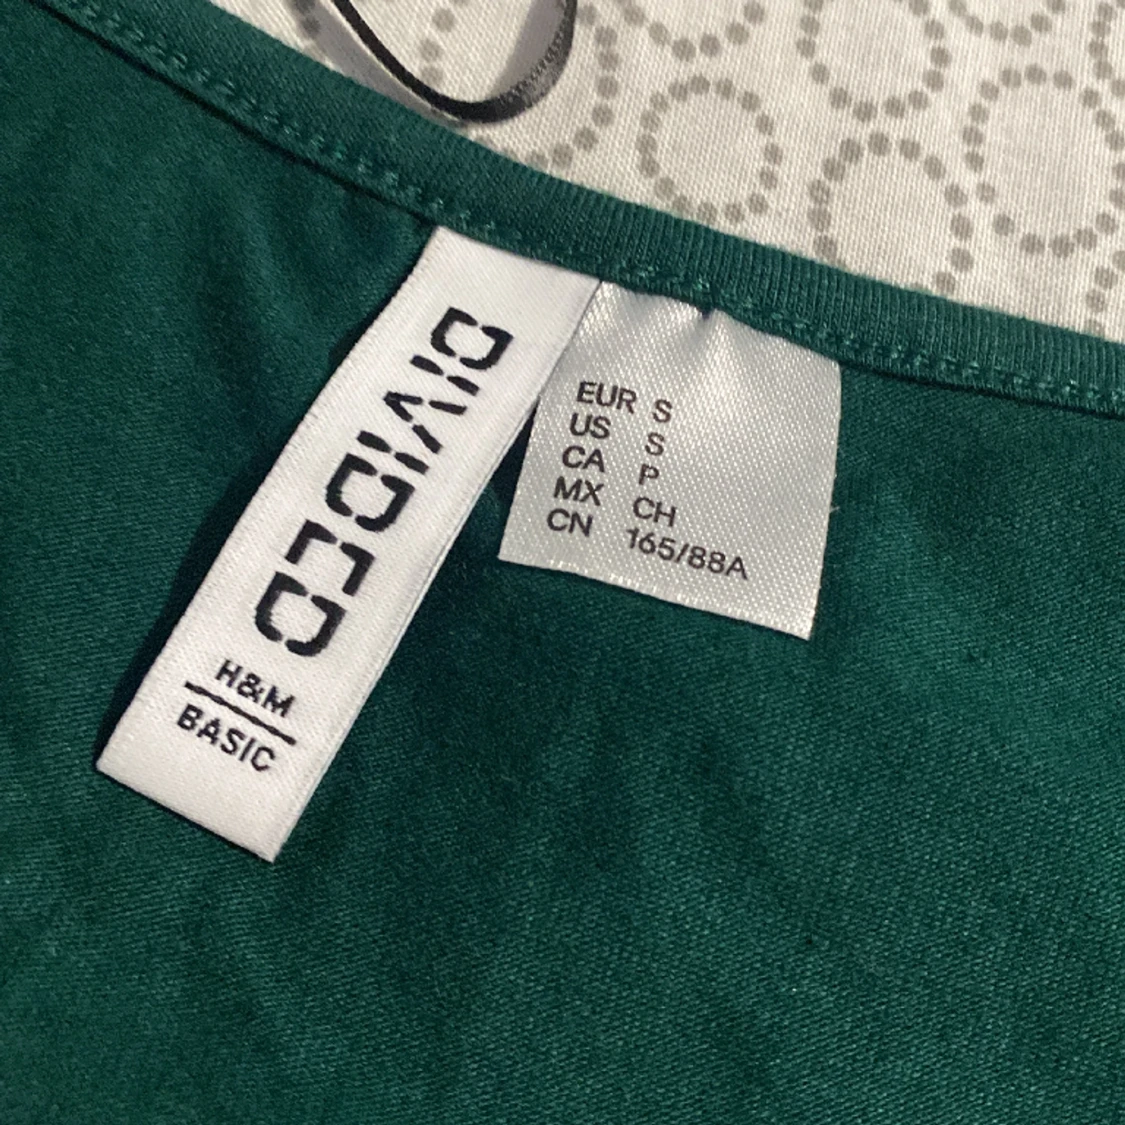 DIVIDED
H&M
BASIC
EUR S
US S
CA P
MX CH
CN 165/88A